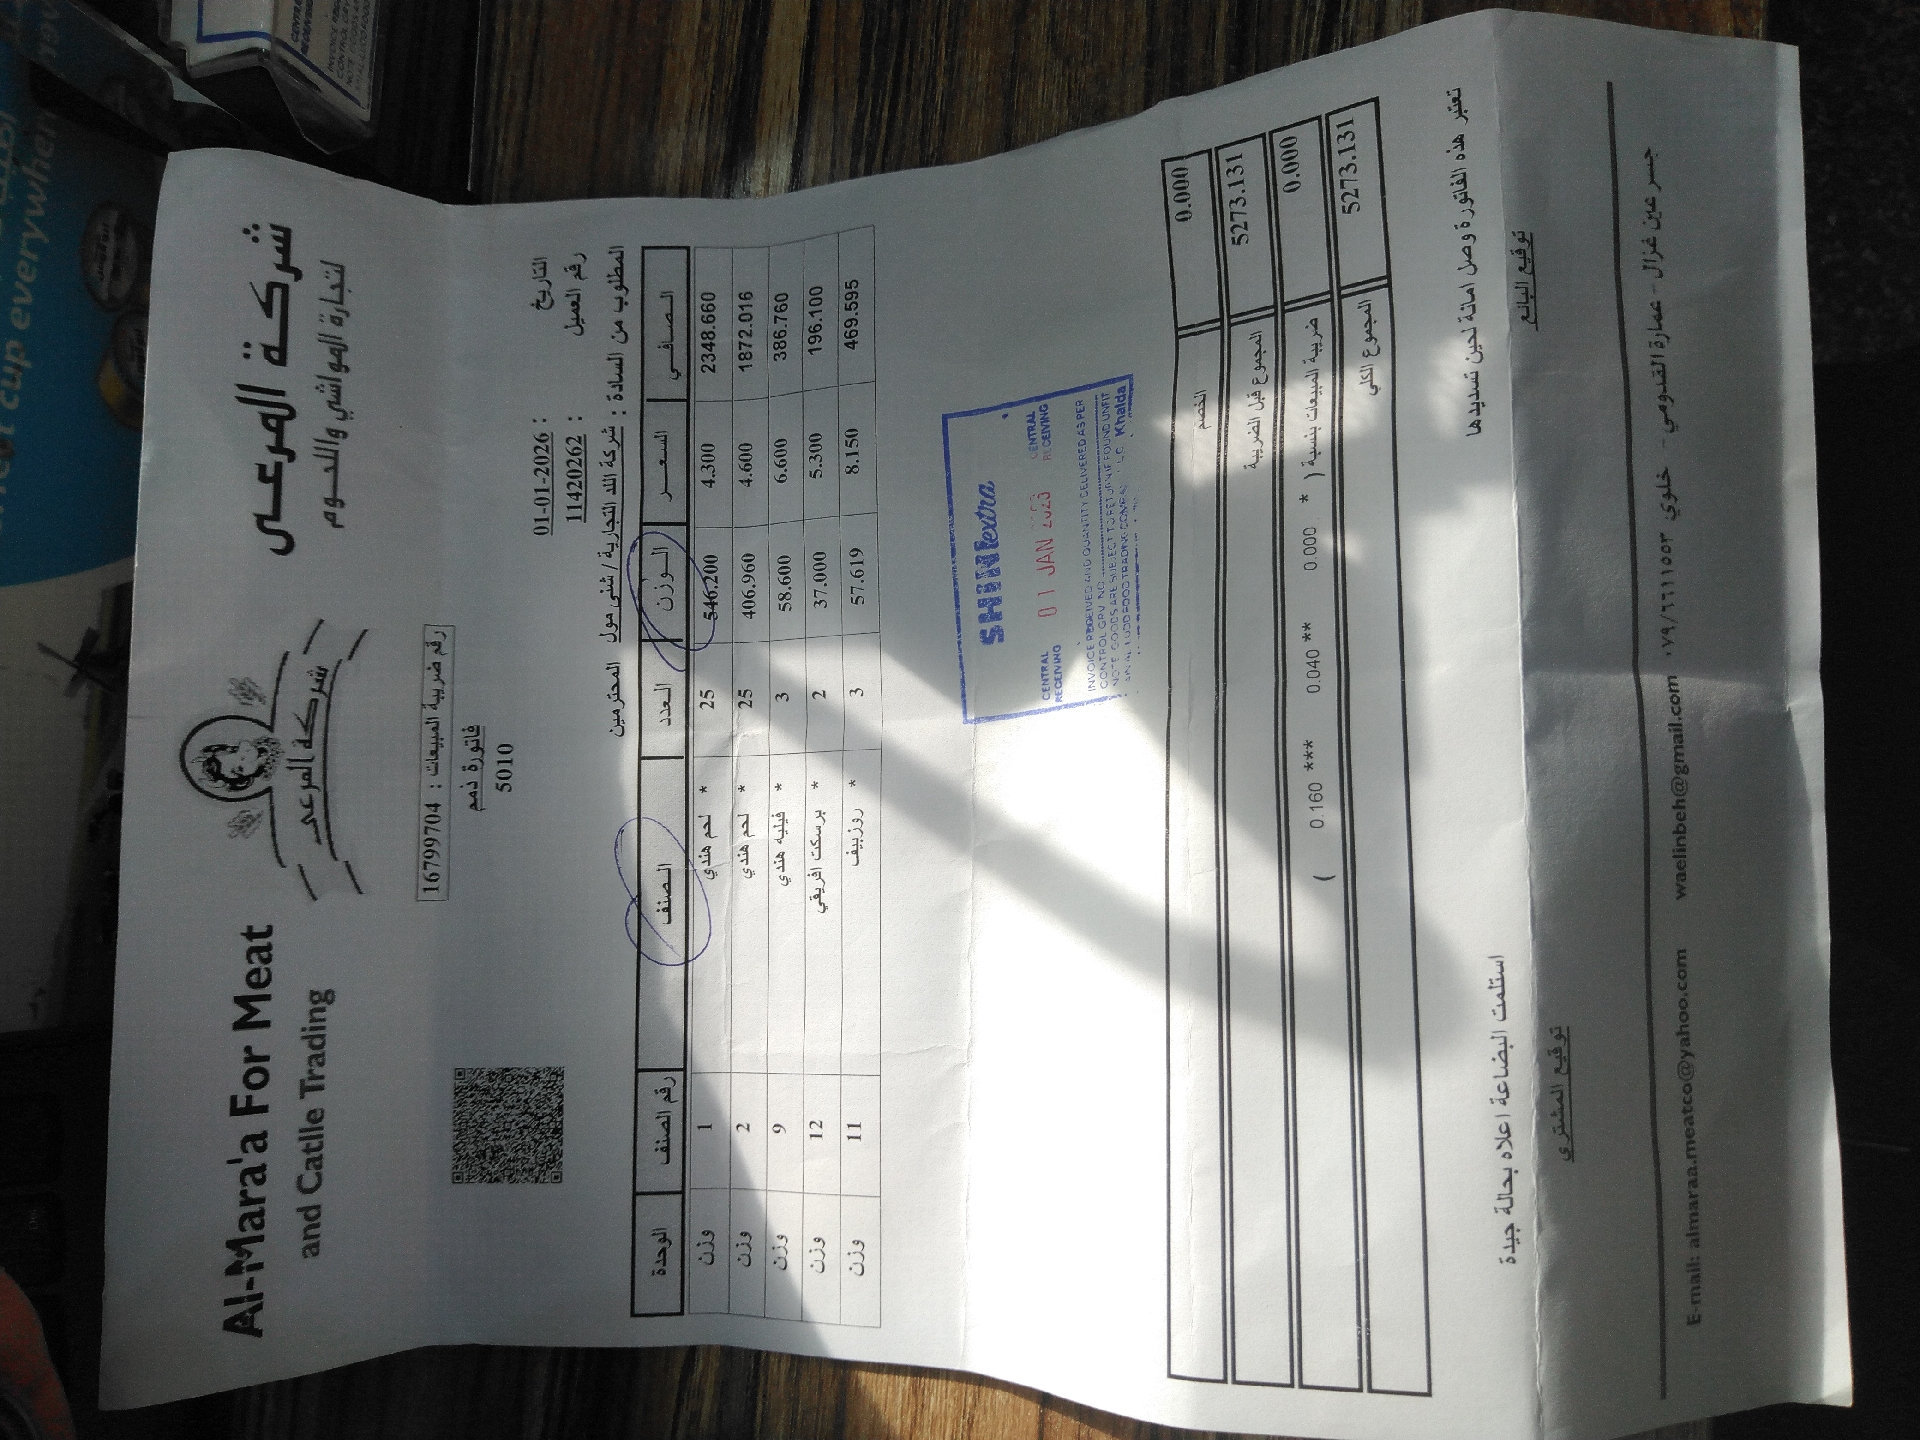 Al-Mara'a For Meat
and Catlle Trading
شركة المرعى
لتجارة المواشي واللحوم
شركة المرعى
رقم ضريبة المبيعات : 16799704
فاتورة ذمم
5010
التاريخ : 01-01-2026
رقم العميل : 11420262
المطلوب من السادة : شركة اللد التجارية / شني مول المحترمين
الوحدة رقم الصنف الصنف العدد الوزن السعر الصافي
وزن 1 لحم هندي * 25 546.200 4.300 2348.660
وزن 2 لحم هندي * 25 406.960 4.600 1872.016
وزن 9 فيليه هندي * 3 58.600 6.600 386.760
وزن 12 برسكت افريقي * 2 37.000 5.300 196.100
وزن 11 روزبيف * 3 57.619 8.150 469.595
SHINI extra
CENTRAL RECEIVING
01 JAN 2023
CENTRAL RECEIVING
INVOICE RECEIVED AND QUANTITY DELIVERED AS PER
CONTROL GRV. NO
NOTE GOODS ARE SUBJECT TO RETURN IF FOUND UNFIT
FOOD TRADING Khalda
الخصم 0.000
المجموع قبل الضريبة 5273.131
ضريبة المبيعات بنسبة ( * 0.000 ** 0.040 *** 0.160 ) 0.000
المجموع الكلي 5273.131
تعتبر هذه الفاتورة وصل امانة لحين تسديدها
استلمت البضاعة اعلاه بحالة جيدة
توقيع البائع
توقيع المشتري
جسر عين غزال - عمارة القدومي - خلوي ٠٧٩/٦٦١١٥٥٣
waelinbeh@gmail.com
E-mail: almaraa.meatco@yahoo.com